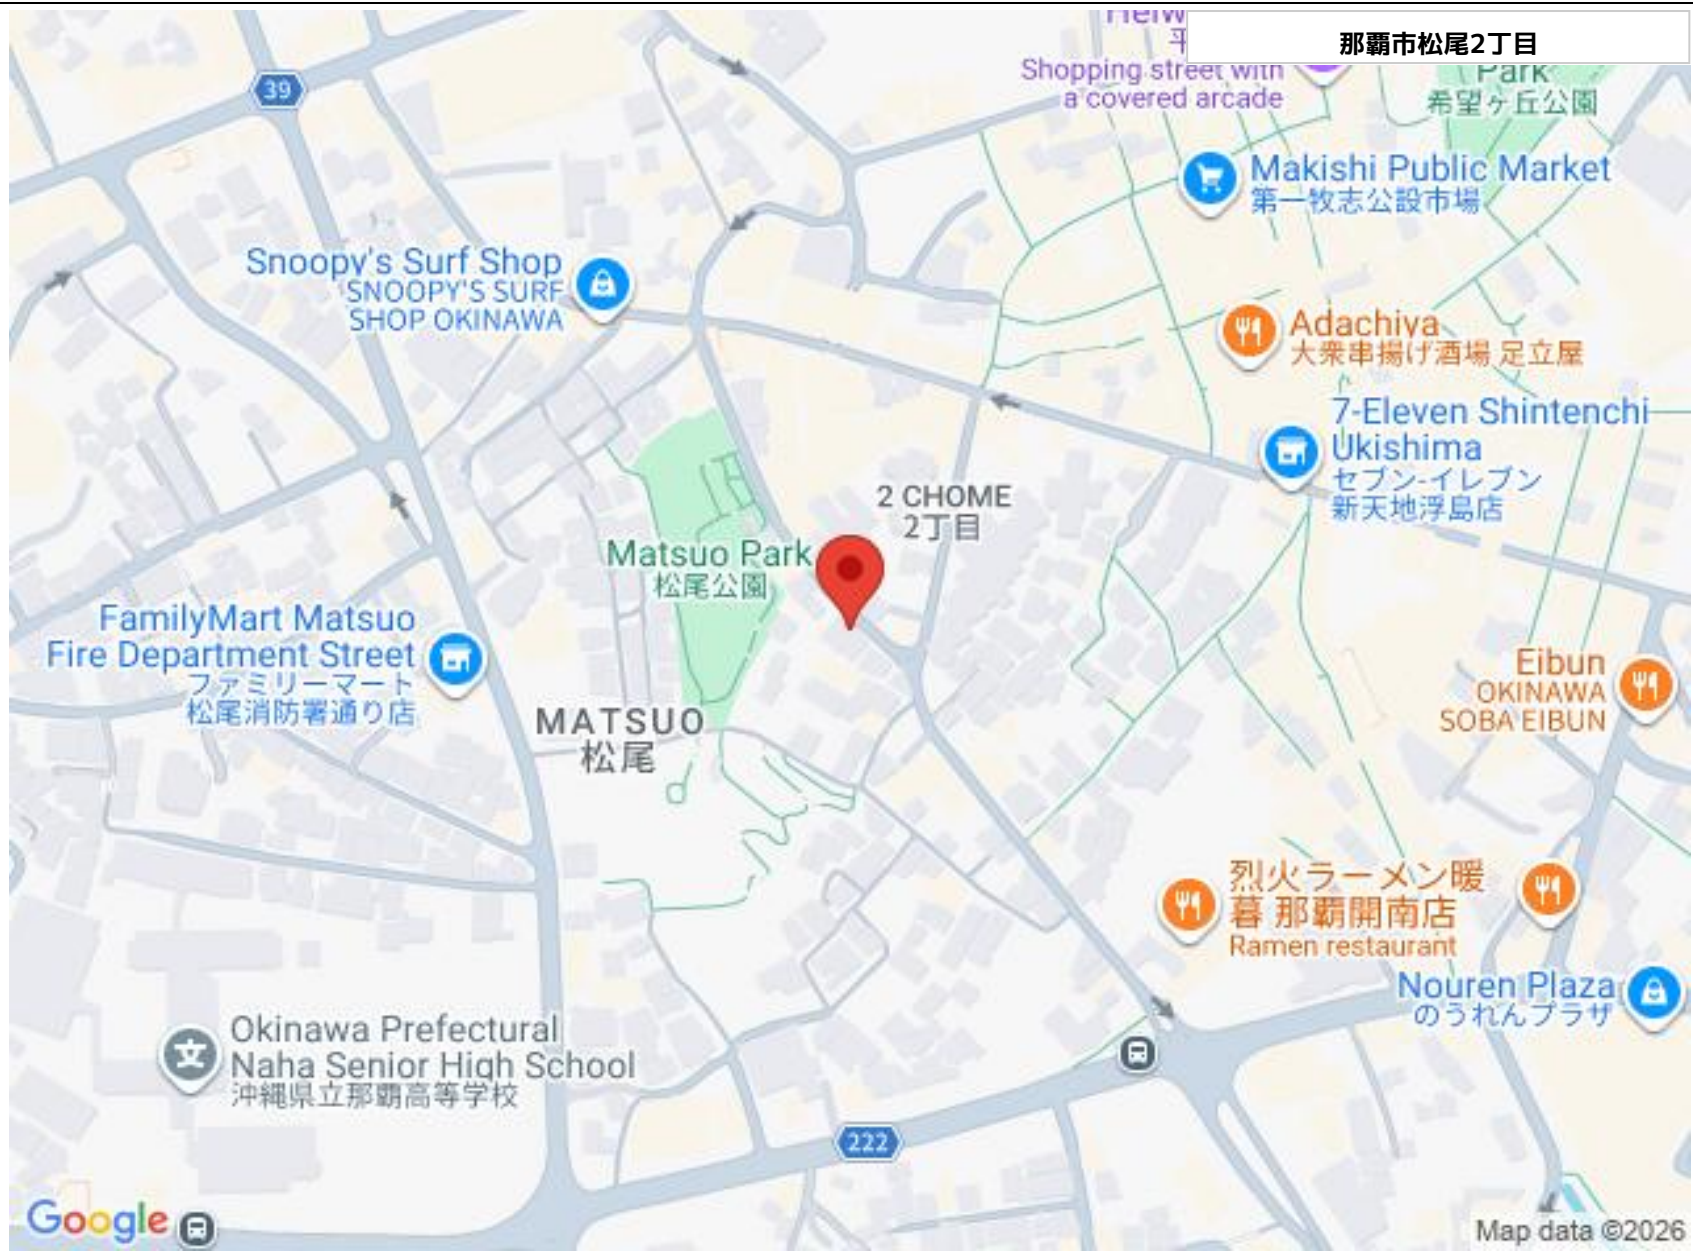 那覇市松尾2丁目
39
Shopping street with
a covered arcade
Park
希望ヶ丘公園
Makishi Public Market
第一牧志公設市場
Snoopy's Surf Shop
SNOOPY'S SURF
SHOP OKINAWA
Adachiya
大衆串揚げ酒場 足立屋
7-Eleven Shintenchi
Ukishima
セブン-イレブン
新天地浮島店
2 CHOME
2丁目
Matsuo Park
松尾公園
FamilyMart Matsuo
Fire Department Street
ファミリーマート
松尾消防署通り店
MATSUO
松尾
Eibun
OKINAWA
SOBA EIBUN
烈火ラーメン暖
暮 那覇開南店
Ramen restaurant
Nouren Plaza
のうれんプラザ
文
Okinawa Prefectural
Naha Senior High School
沖縄県立那覇高等学校
222
Google
Map data ©2026